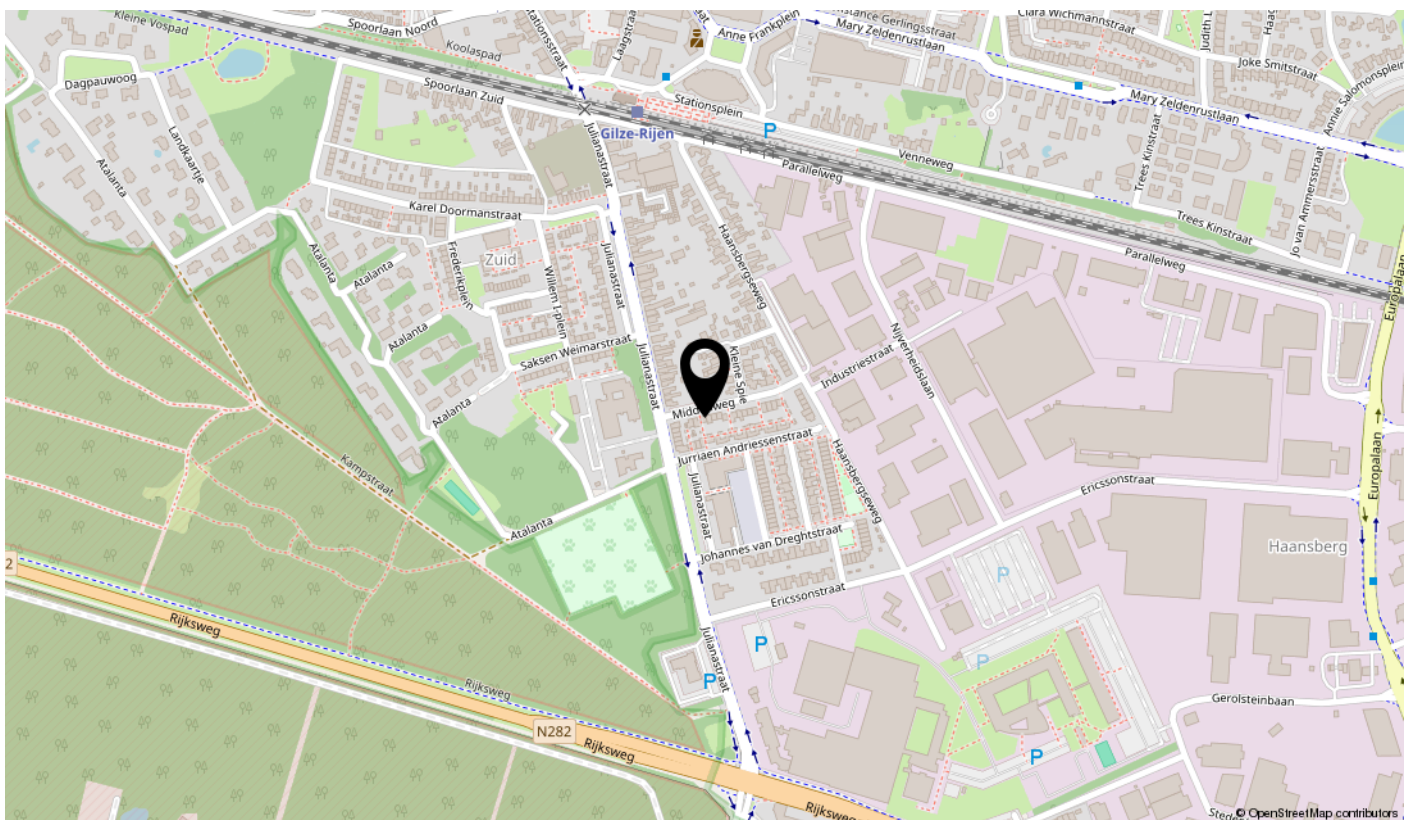 Kleine Vospad
Spoorlaan Noord
Stationsstraat
Laagstraat
Anne Frankplein
Mary Zeldenrustlaan
Clara Wichmannstraat
Joke Smitstraat
Annie Salomonsplein
Koolaspad
Dagpauwoog
Spoorlaan Zuid
Stationsplein
Mary Zeldenrustlaan
Gilze-Rijen
P
Landkaartje
Julianastraat
Venneweg
Trees Kinstraat
Jo van Ammersstraat
Atalanta
Parallelweg
Karel Doormanstraat
Haansbergseweg
Trees Kinstraat
Atalanta
Frederikplein
Zuid
Julianastraat
Parallelweg
Europalaan
Atalanta
Willem I-plein
Nijverheidslaan
Atalanta
Saksen Weimarstraat
Julianastraat
Kleine Spie
Industriestraat
Atalanta
Jurriaen Andriessenstraat
Haansbergseweg
Kampstraat
Julianastraat
Ericssonstraat
Europalaan
Atalanta
Johannes van Dreghtstraat
Haansberg
2
P
Ericssonstraat
Rijksweg
Julianastraat
P
P
P
Rijksweg
Gerolsteinbaan
N282
Rijksweg
P
Rijksweg
© OpenStreetMap contributors